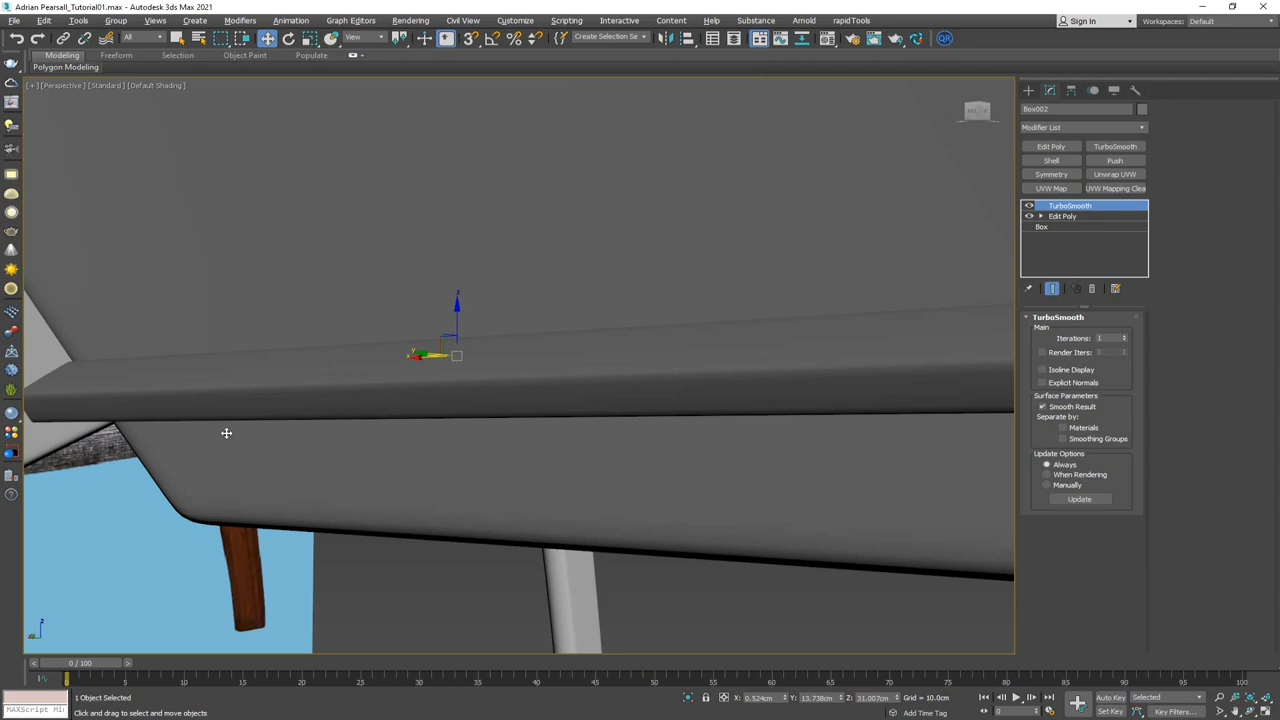 Adrian Pearsall_Tutorial01.max - Autodesk 3ds Max 2021
File Edit Tools Group Views Create Modifiers Animation Graph Editors Rendering Civil View Customize Scripting Interactive Content Substance Arnold rapidTools
Sign In Workspaces: Default
All View Create Selection Se QR
Modeling Freeform Selection Object Paint Populate
Polygon Modeling
[+] [Perspective] [Standard] [Default Shading]
Box002
Modifier List
Edit Poly TurboSmooth
Shell Push
Symmetry Unwrap UVW
UVW Map UVW Mapping Clea
TurboSmooth
Edit Poly
Box
TurboSmooth
Main
Iterations: 1
Render Iters: 0
Isoline Display
Explicit Normals
Surface Parameters
Smooth Result
Separate by:
Materials
Smoothing Groups
Update Options
Always
When Rendering
Manually
Update
z
y
x
z
0 / 100
0 5 10 15 20 25 30 35 40 45 50 55 60 65 70 75 80 85 90 95 100
1 Object Selected X: 0.524cm Y: 13.738cm Z: 31.007cm Grid = 10.0cm Auto Key Selected
MAXScript Mi Click and drag to select and move objects Add Time Tag 0 Set Key Key Filters...